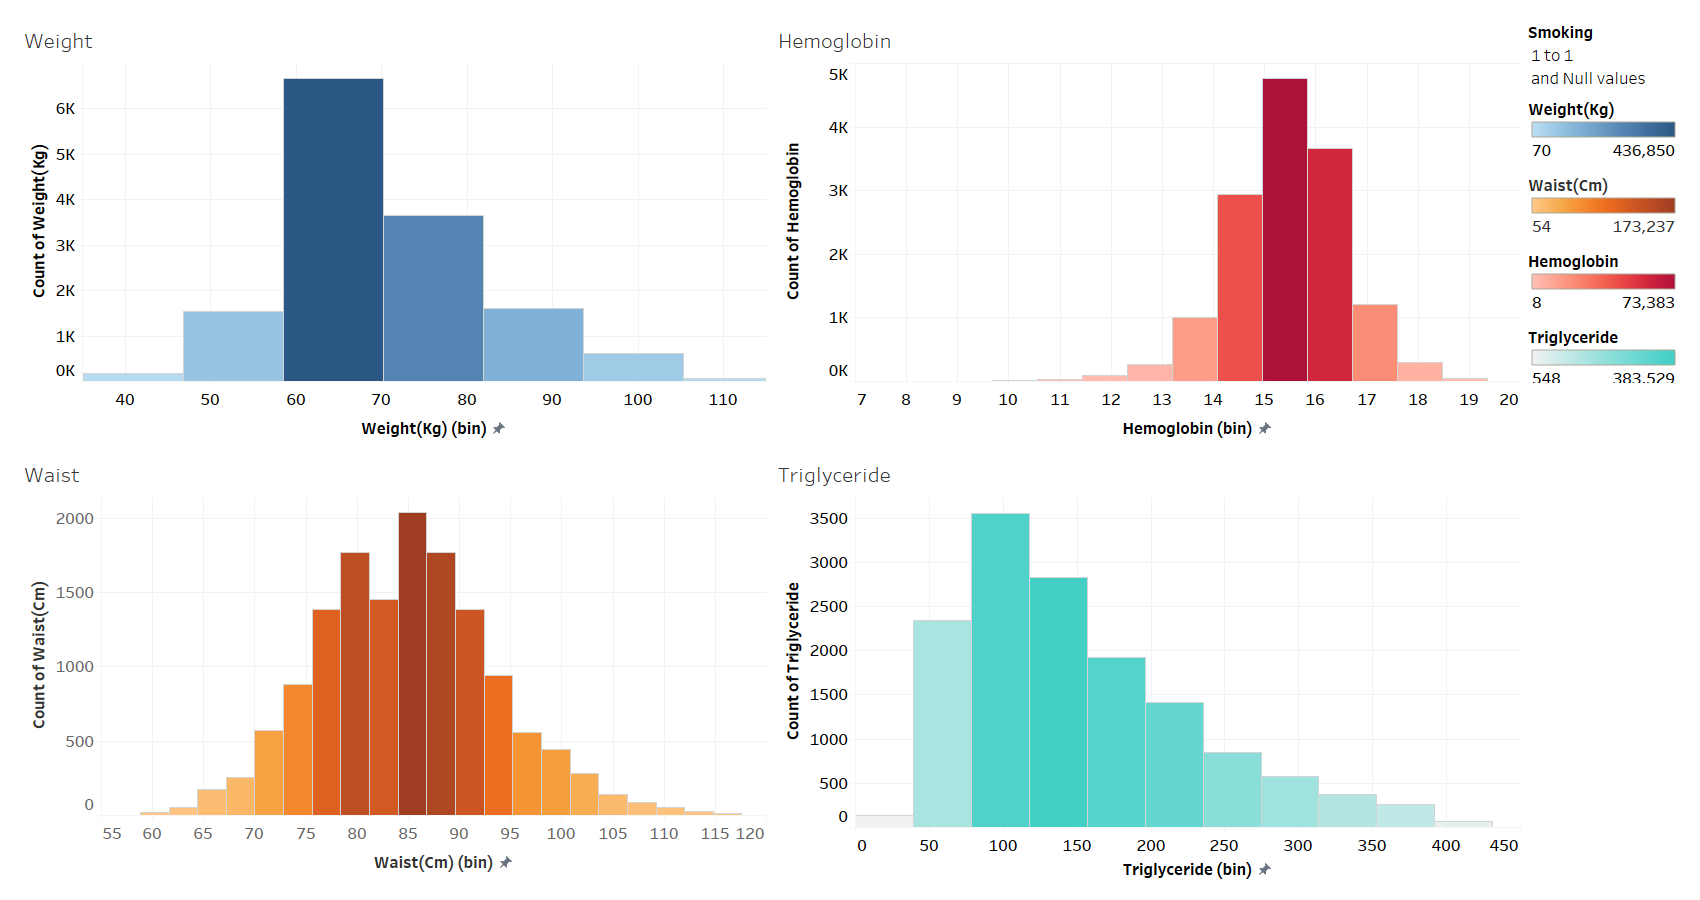 Weight
6K
5K
4K
3K
2K
1K
0K
Count of Weight(Kg)
40 50 60 70 80 90 100 110
Weight(Kg) (bin)
Hemoglobin
5K
4K
3K
2K
1K
0K
Count of Hemoglobin
7 8 9 10 11 12 13 14 15 16 17 18 19 20
Hemoglobin (bin)
Smoking
1 to 1
and Null values
Weight(Kg)
70 436,850
Waist(Cm)
54 173,237
Hemoglobin
8 73,383
Triglyceride
548 383,529
Waist
2000
1500
1000
500
0
Count of Waist(Cm)
55 60 65 70 75 80 85 90 95 100 105 110 115 120
Waist(Cm) (bin)
Triglyceride
3500
3000
2500
2000
1500
1000
500
0
Count of Triglyceride
0 50 100 150 200 250 300 350 400 450
Triglyceride (bin)